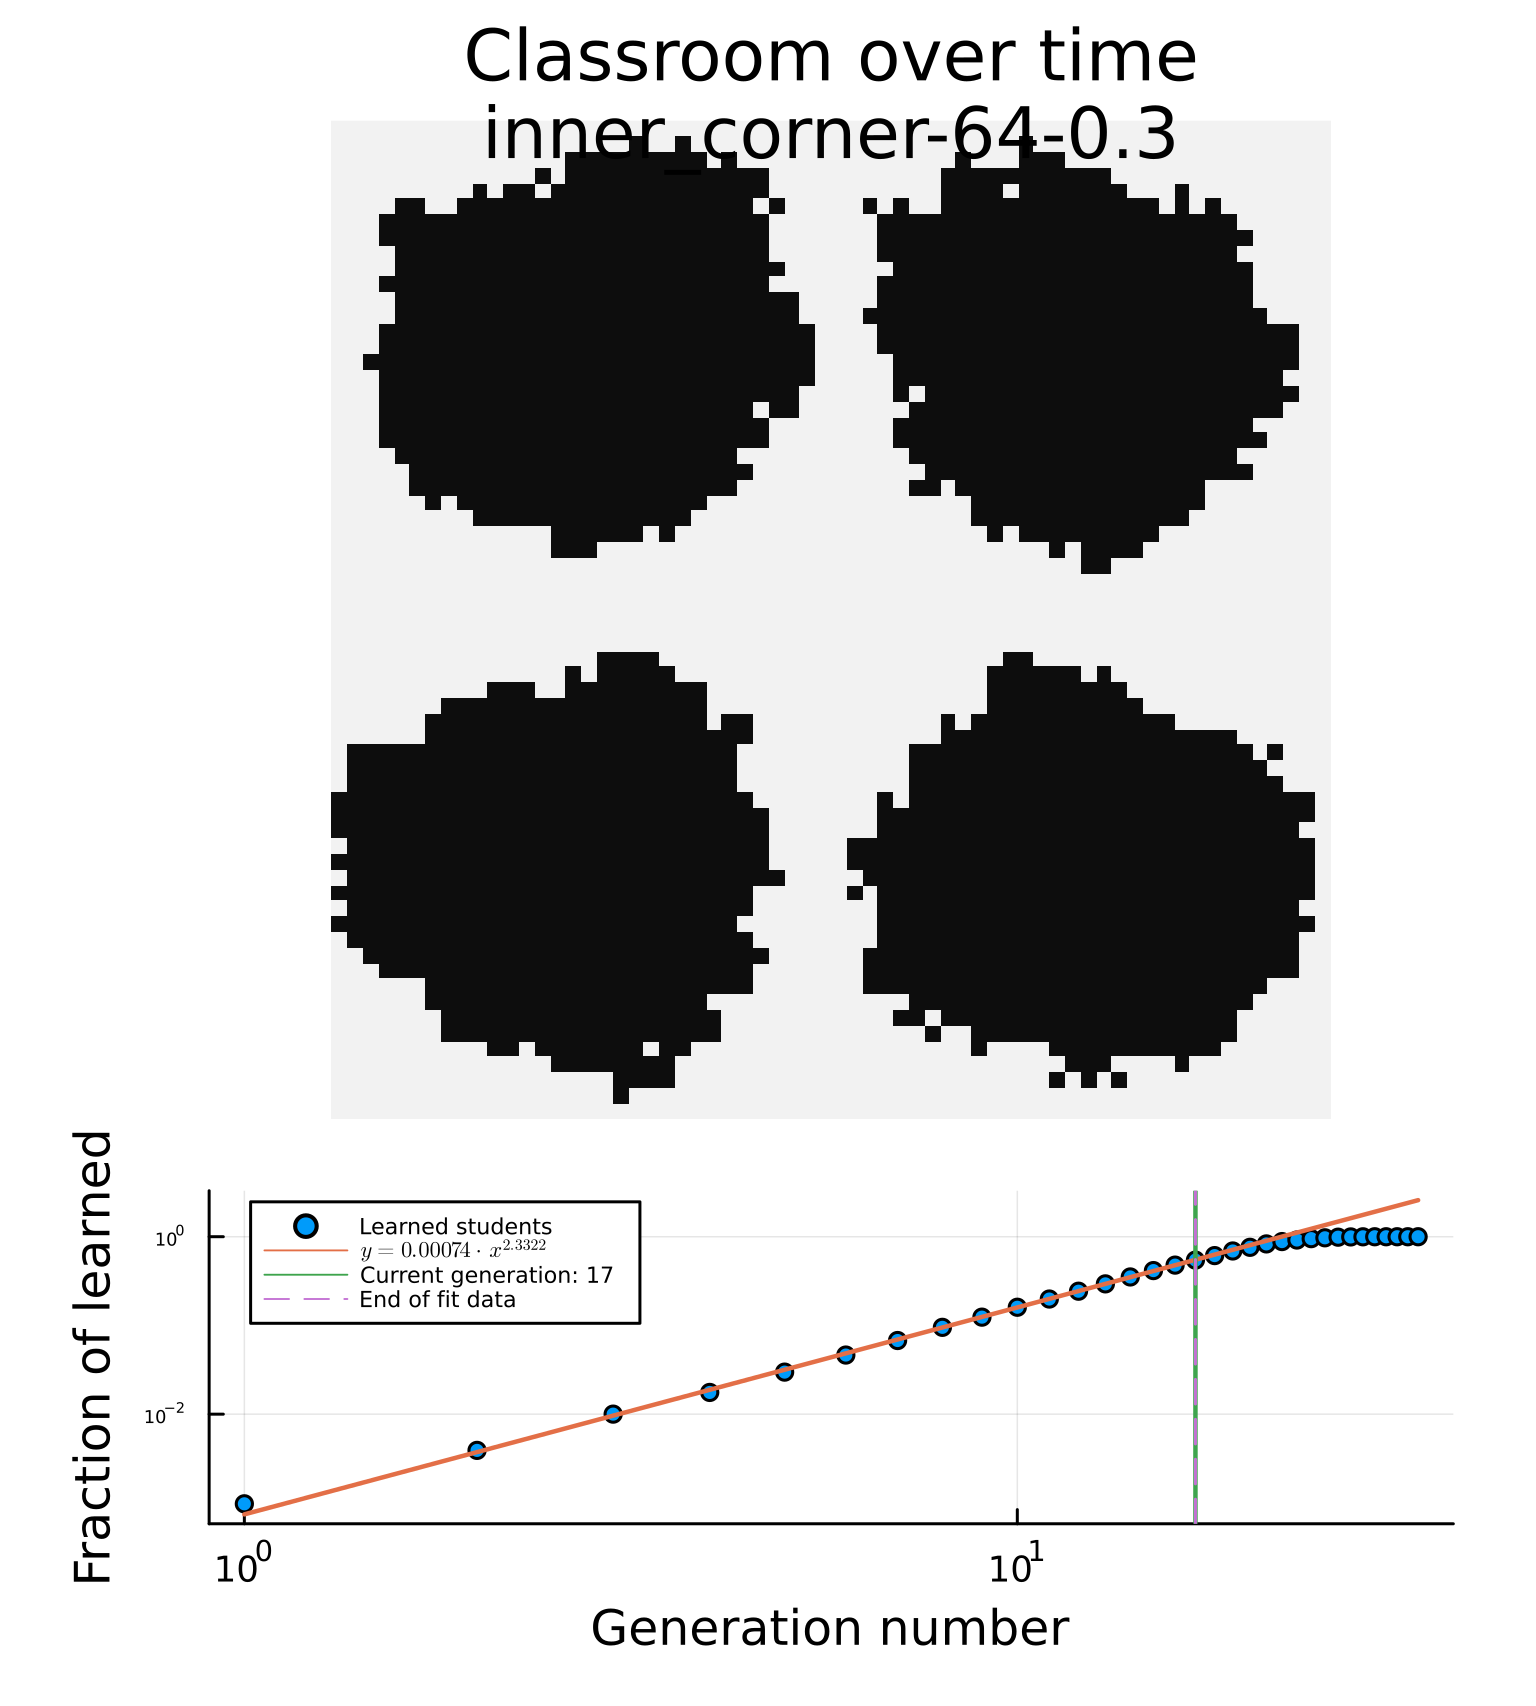 Classroom over time
inner_corner-64-0.3
Fraction of learned
10^0
10^-2
Learned students
y = 0.00074 · x^2.3322
Current generation: 17
End of fit data
10^0
10^1
Generation number